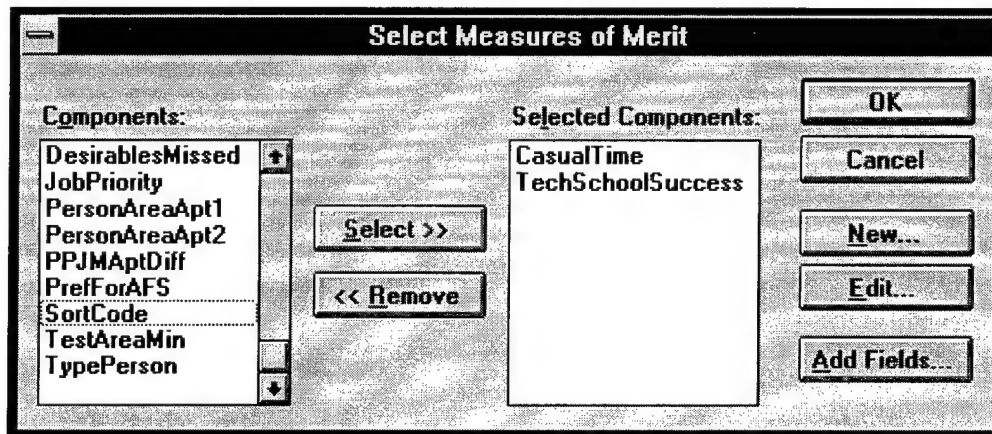 Select Measures of Merit
Components:
DesirablesMissed
JobPriority
PersonAreaApt1
PersonAreaApt2
PPJMAptDiff
PrefForAFS
SortCode
TestAreaMin
TypePerson
Select >>
<< Remove
Selected Components:
CasualTime
TechSchoolSuccess
OK
Cancel
New...
Edit...
Add Fields...